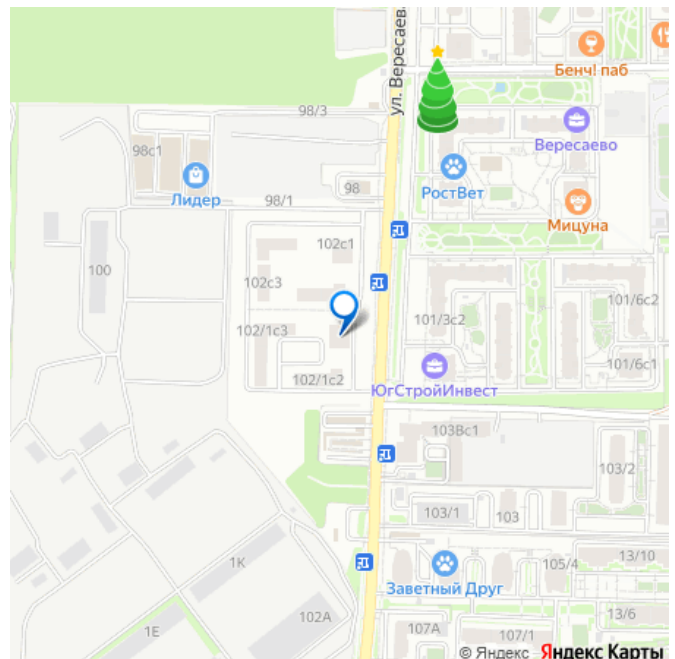 ул. Вересаева
Бенч! паб
98/3
98с1
Вересаево
Лидер
98
РостВет
98/1
Мицуна
102с1
100
102с3
101/6с2
101/3с2
102/1с3
101/6с1
102/1с2
ЮгСтройИнвест
103Вс1
103/2
103/1
103
13/10
1К
105/4
Заветный Друг
102А
13/6
1Е
107А
107/1
© Яндекс Яндекс Карты